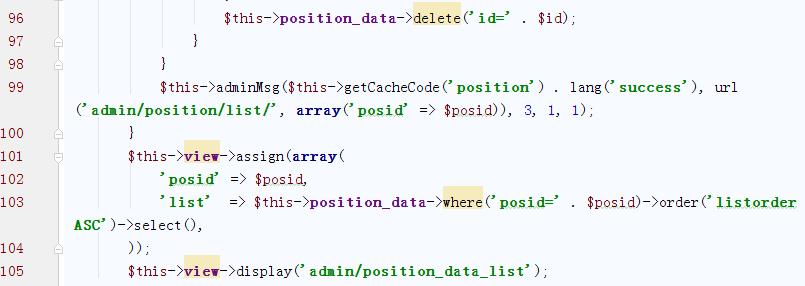 96 $this->position_data->delete('id=' . $id);
97 }
98 }
99 $this->adminMsg($this->getCacheCode('position') . lang('success'), url
('admin/position/list/', array('posid' => $posid)), 3, 1, 1);
100 }
101 $this->view->assign(array(
102 'posid' => $posid,
103 'list' => $this->position_data->where('posid=' . $posid)->order('listorder
ASC')->select(),
104 ));
105 $this->view->display('admin/position_data_list');